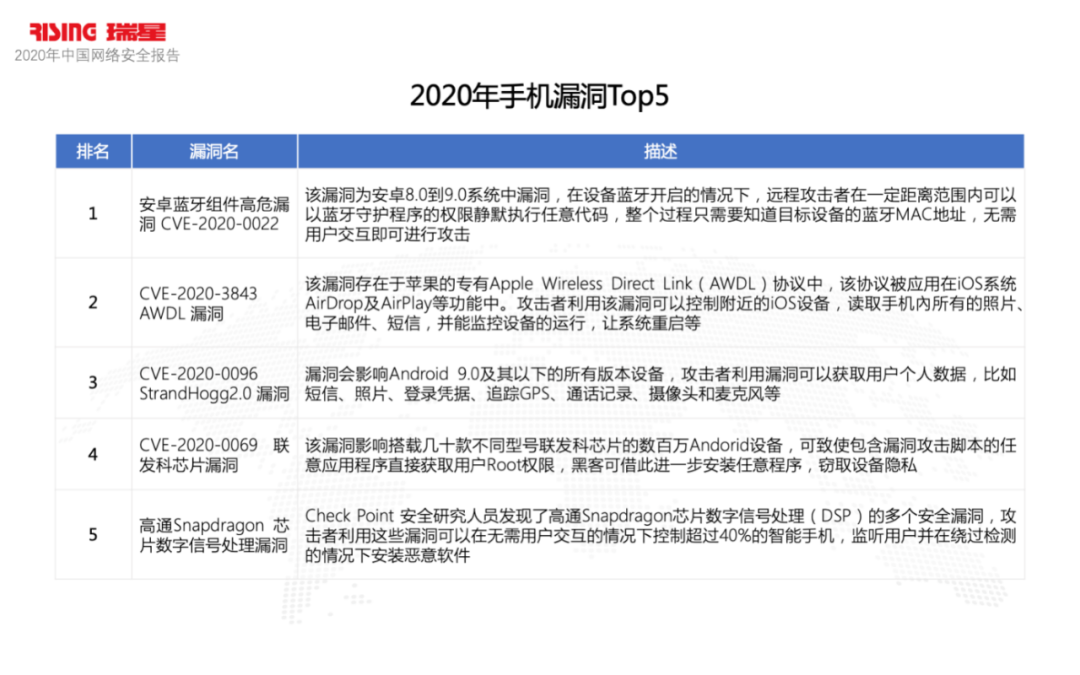 RISING 瑞星
2020年中国网络安全报告
2020年手机漏洞Top5
排名 漏洞名 描述
1
安卓蓝牙组件高危漏
洞 CVE-2020-0022
该漏洞为安卓8.0到9.0系统中漏洞，在设备蓝牙开启的情况下，远程攻击者在一定距离范围内可以
以蓝牙守护程序的权限静默执行任意代码，整个过程只需要知道目标设备的蓝牙MAC地址，无需
用户交互即可进行攻击
2
CVE-2020-3843
AWDL 漏洞
该漏洞存在于苹果的专有Apple Wireless Direct Link（AWDL）协议中，该协议被应用在iOS系统
AirDrop及AirPlay等功能中。攻击者利用该漏洞可以控制附近的iOS设备，读取手机内所有的照片、
电子邮件、短信，并能监控设备的运行，让系统重启等
3
CVE-2020-0096
StrandHogg2.0 漏洞
漏洞会影响Android 9.0及其以下的所有版本设备，攻击者利用漏洞可以获取用户个人数据，比如
短信、照片、登录凭据、追踪GPS、通话记录、摄像头和麦克风等
4
CVE-2020-0069 联
发科芯片漏洞
该漏洞影响搭载几十款不同型号联发科芯片的数百万Andorid设备，可致使包含漏洞攻击脚本的任
意应用程序直接获取用户Root权限，黑客可借此进一步安装任意程序，窃取设备隐私
5
高通Snapdragon 芯
片数字信号处理漏洞
Check Point 安全研究人员发现了高通Snapdragon芯片数字信号处理（DSP）的多个安全漏洞，攻
击者利用这些漏洞可以在无需用户交互的情况下控制超过40%的智能手机，监听用户并在绕过检测
的情况下安装恶意软件